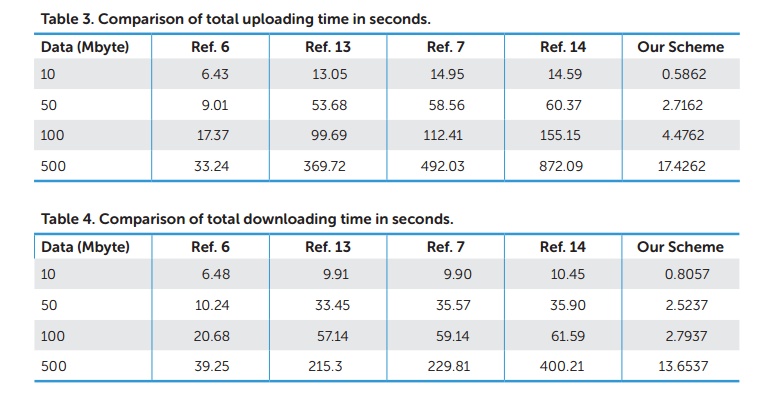 Table 3. Comparison of total uploading time in seconds.
Data (Mbyte) Ref. 6 Ref. 13 Ref. 7 Ref. 14 Our Scheme
10 6.43 13.05 14.95 14.59 0.5862
50 9.01 53.68 58.56 60.37 2.7162
100 17.37 99.69 112.41 155.15 4.4762
500 33.24 369.72 492.03 872.09 17.4262
Table 4. Comparison of total downloading time in seconds.
Data (Mbyte) Ref. 6 Ref. 13 Ref. 7 Ref. 14 Our Scheme
10 6.48 9.91 9.90 10.45 0.8057
50 10.24 33.45 35.57 35.90 2.5237
100 20.68 57.14 59.14 61.59 2.7937
500 39.25 215.3 229.81 400.21 13.6537